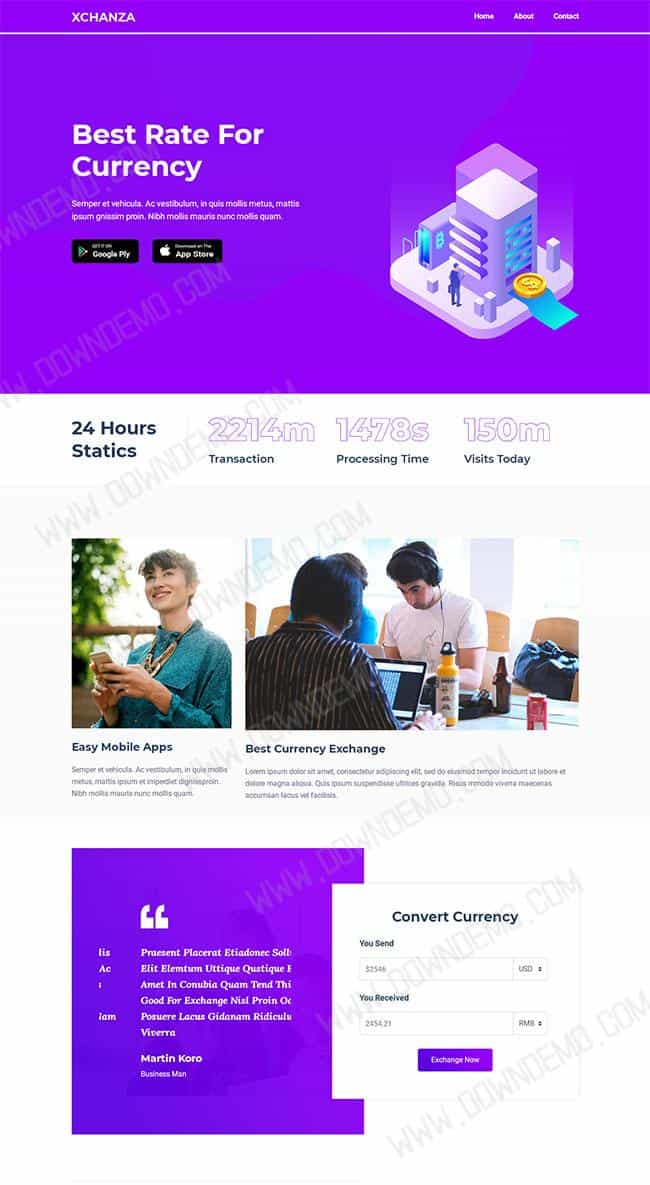 XCHANZA
Home About Contact
Best Rate For
Currency
Semper et vehicula. Ac vestibulum, in quis mollis metus, mattis
ipsum gnissim proin. Nibh mollis mauris nunc mollis quam.
GET IT ON
Google Ply
Download on The
App Store
24 Hours
Statics
2214m
Transaction
1478s
Processing Time
150m
Visits Today
Easy Mobile Apps
Semper et vehicula. Ac vestibulum, in quie mollis
metus, mattis ipsum et imperdiet dignissproin.
Nibh mollis mauris nunc mollis quam.
Best Currency Exchange
Lorem ipsum dolor sit amet, consectetur adipiscing elit, sed do eiusmod tempor incidunt ut labore et
dolore magna aliqua. Quis ipsum suspendisse ultrices gravida. Risus mmodo viverra maecenas
accumsan lacus vel facilisis.
lis
Ac
lam
Praesent Placerat Etiadonec Soll
Elit Elemtum Uttique Qustique
Amet In Conubia Quam Tend Thi
Good For Exchange Nisl Proin
Posuere Lacus Gidanam Ridiculu
Viverra
Martin Koro
Business Man
Convert Currency
You Send
$2546
USD
You Received
2454.21
RMB
Exchange Now
WWW.DOWNDEMO.COM